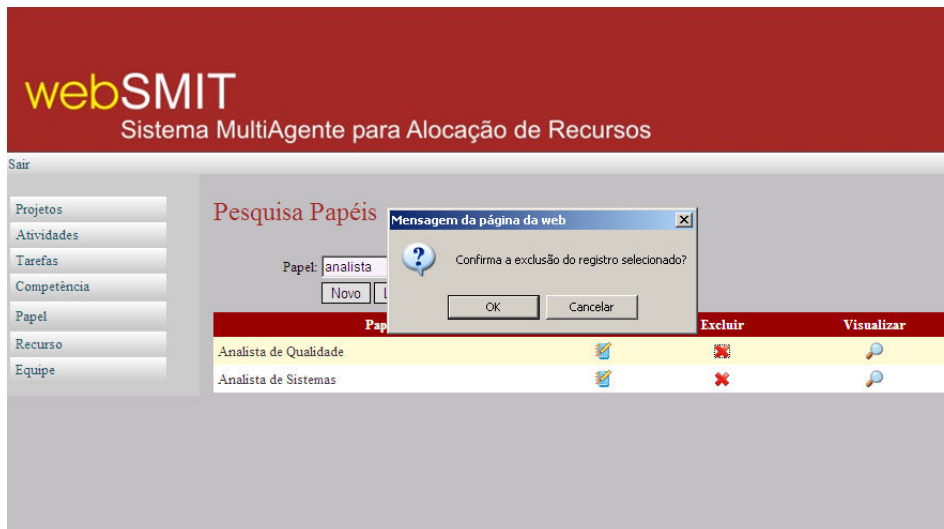 webSMIT
Sistema MultiAgente para Alocação de Recursos
Sair
Projetos
Atividades
Tarefas
Competência
Papel
Recurso
Equipe
Pesquisa Papéis
Papel: analista
Novo
Mensagem da página da web
Confirma a exclusão do registro selecionado?
OK Cancelar
Excluir Visualizar
Analista de Qualidade
Analista de Sistemas